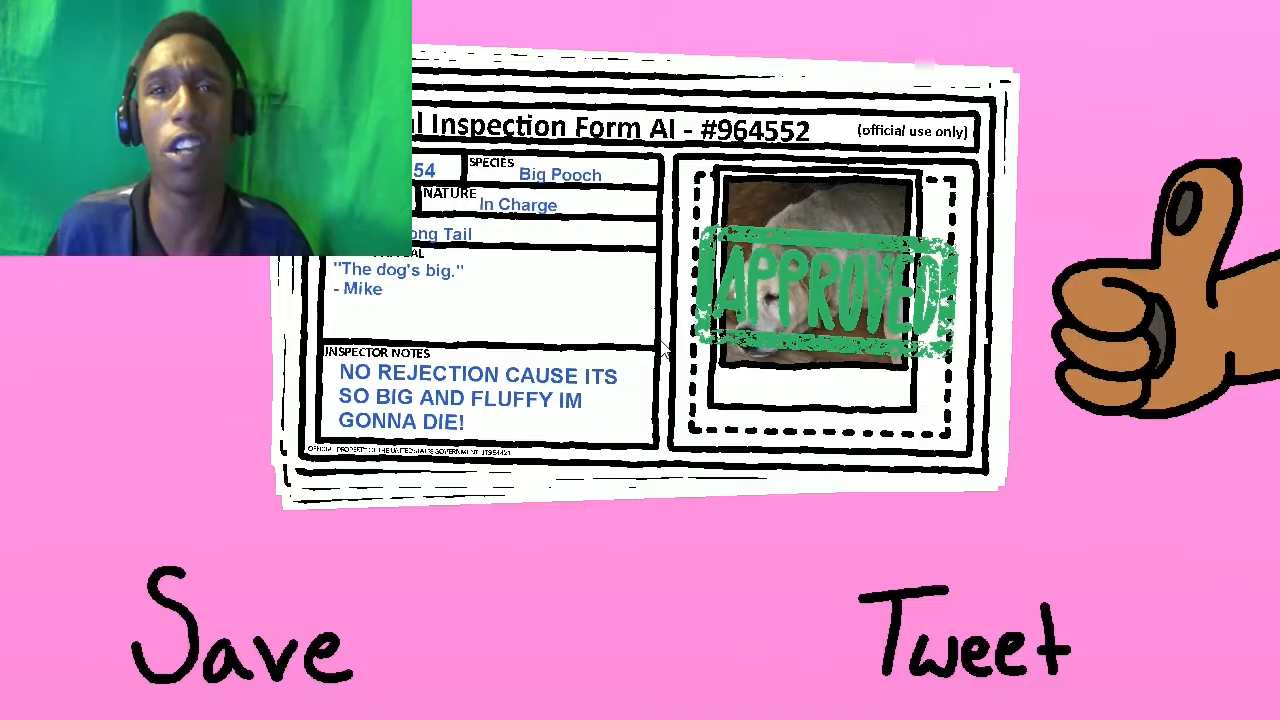 l Inspection Form AI - #964552
(official use only)
54
SPECIES
Big Pooch
NATURE
In Charge
ong Tail
"The dog's big."
- Mike
INSPECTOR NOTES
NO REJECTION CAUSE ITS
SO BIG AND FLUFFY IM
GONNA DIE!
APPROVED
Save
Tweet